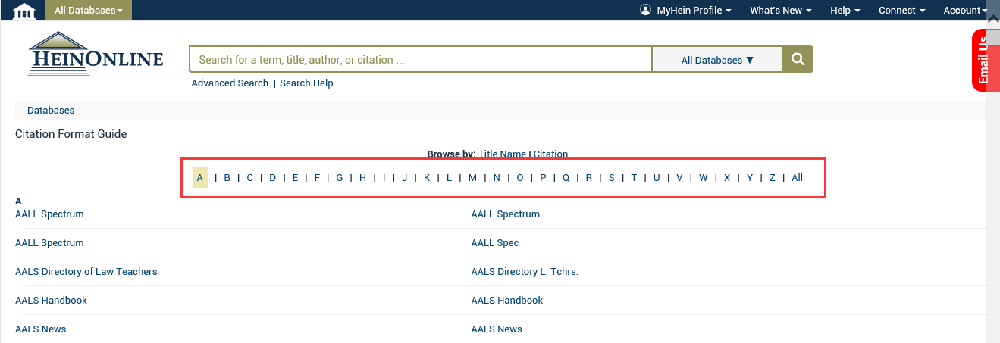 All Databases MyHein Profile What's New Help Connect Account
HEINONLINE
Search for a term, title, author, or citation ... All Databases
Email Us
Advanced Search | Search Help
Databases
Citation Format Guide
Browse by: Title Name | Citation
A | B | C | D | E | F | G | H | I | J | K | L | M | N | O | P | Q | R | S | T | U | V | W | X | Y | Z | All
A
AALL Spectrum AALL Spectrum
AALL Spectrum AALL Spec
AALS Directory of Law Teachers AALS Directory L. Tchrs.
AALS Handbook AALS Handbook
AALS News AALS News